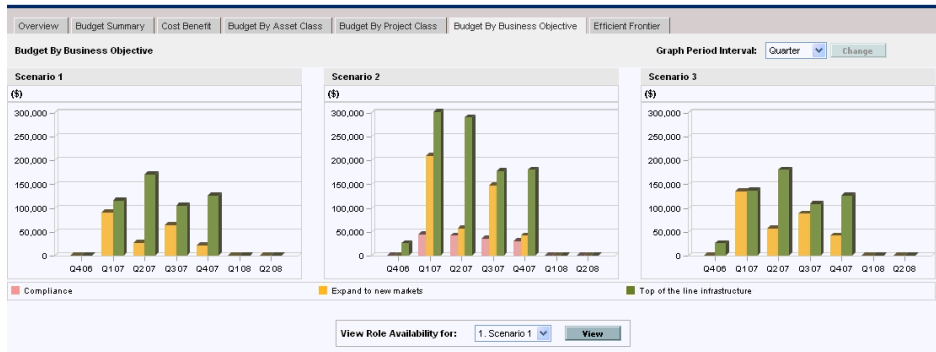 Overview Budget Summary Cost Benefit Budget By Asset Class Budget By Project Class Budget By Business Objective Efficient Frontier
Budget By Business Objective Graph Period Interval: Quarter Change
Scenario 1 Scenario 2 Scenario 3
($) ($) ($)
300,000 300,000 300,000
250,000 250,000 250,000
200,000 200,000 200,000
150,000 150,000 150,000
100,000 100,000 100,000
50,000 50,000 50,000
0 0 0
Q4 06 Q1 07 Q2 07 Q3 07 Q4 07 Q1 08 Q2 08 Q4 06 Q1 07 Q2 07 Q3 07 Q4 07 Q1 08 Q2 08 Q4 06 Q1 07 Q2 07 Q3 07 Q4 07 Q1 08 Q2 08
Compliance Expand to new markets Top of the line infrastructure
View Role Availability for: 1. Scenario 1 View